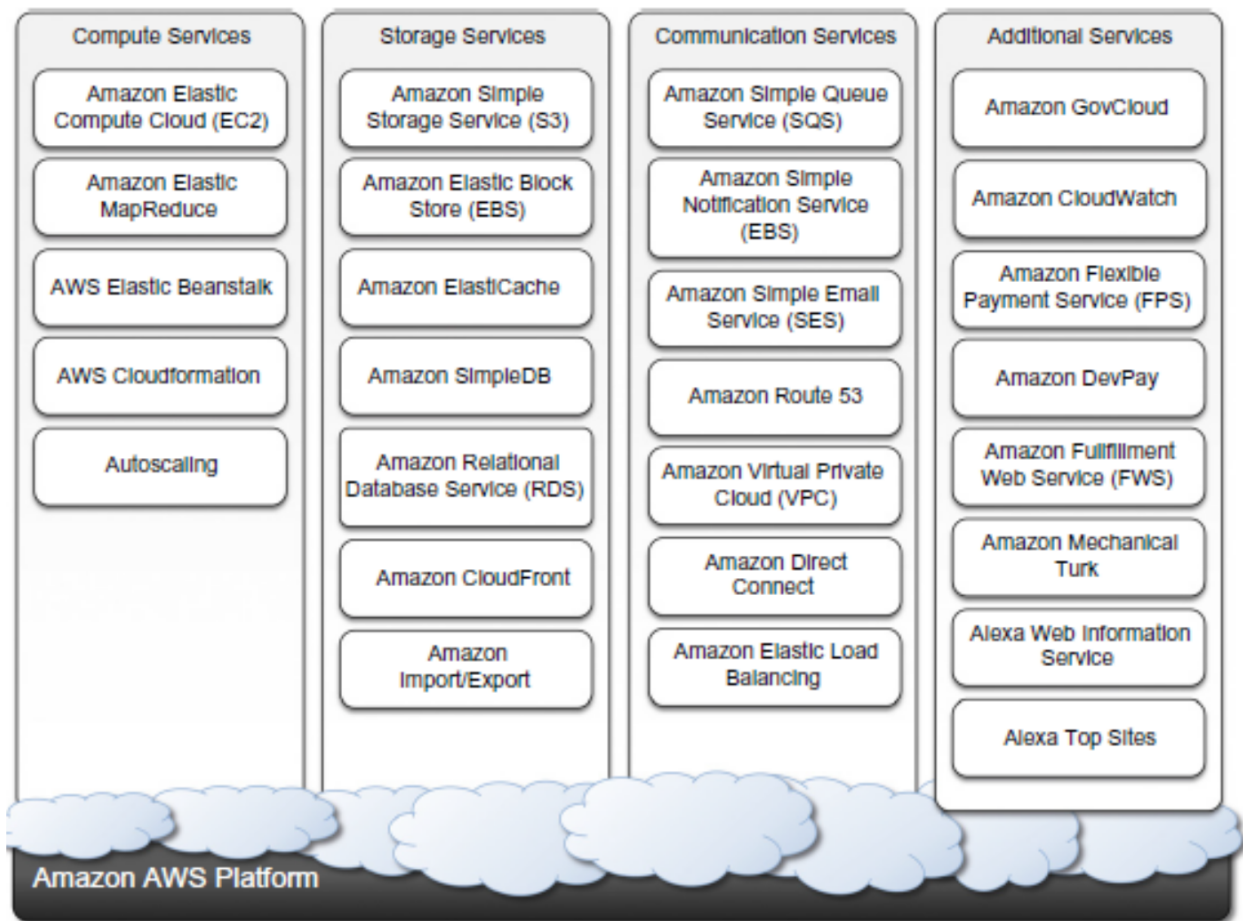 Compute Services
Amazon Elastic
Compute Cloud (EC2)
Amazon Elastic
MapReduce
AWS Elastic Beanstalk
AWS Cloudformation
Autoscaling
Storage Services
Amazon Simple
Storage Service (S3)
Amazon Elastic Block
Store (EBS)
Amazon ElastiCache
Amazon SimpleDB
Amazon Relational
Database Service (RDS)
Amazon CloudFront
Amazon
Import/Export
Communication Services
Amazon Simple Queue
Service (SQS)
Amazon Simple
Notification Service
(EBS)
Amazon Simple Email
Service (SES)
Amazon Route 53
Amazon Virtual Private
Cloud (VPC)
Amazon Direct
Connect
Amazon Elastic Load
Balancing
Additional Services
Amazon GovCloud
Amazon CloudWatch
Amazon Flexible
Payment Service (FPS)
Amazon DevPay
Amazon Fullfillment
Web Service (FWS)
Amazon Mechanical
Turk
Alexa Web Information
Service
Alexa Top Sites
Amazon AWS Platform